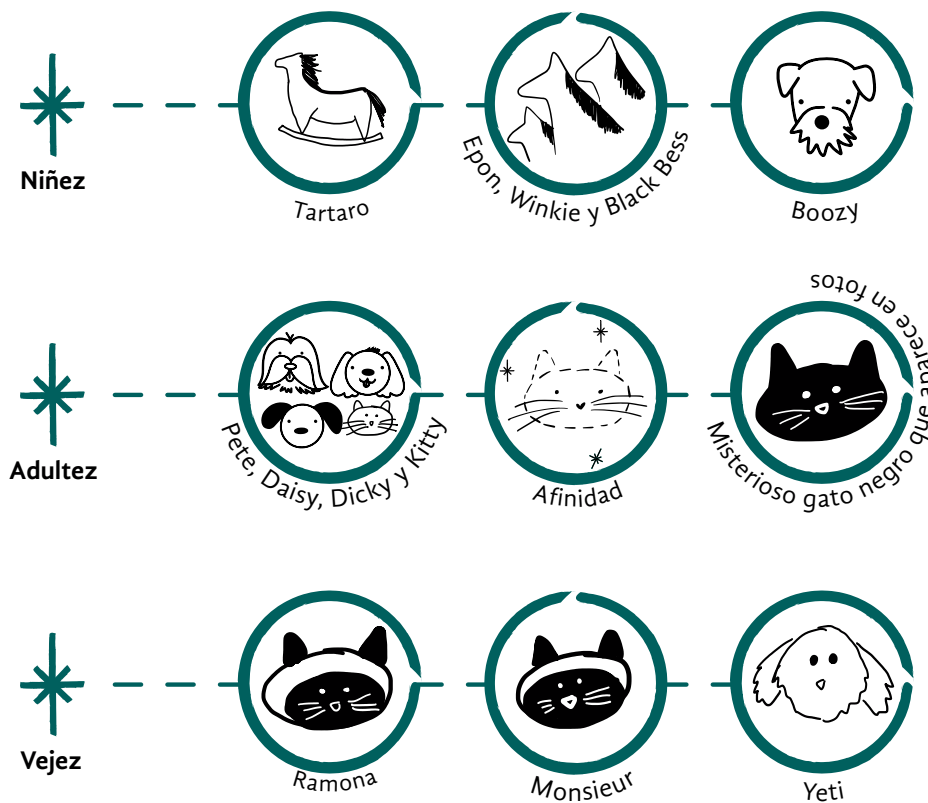 Niñez
Tartaro
Epon, Winkie y Black Bess
Boozy
Adultez
Pete, Daisy, Dicky y Kitty
Afinidad
Misterioso gato negro que aparece en fotos
Vejez
Ramona
Monsieur
Yeti